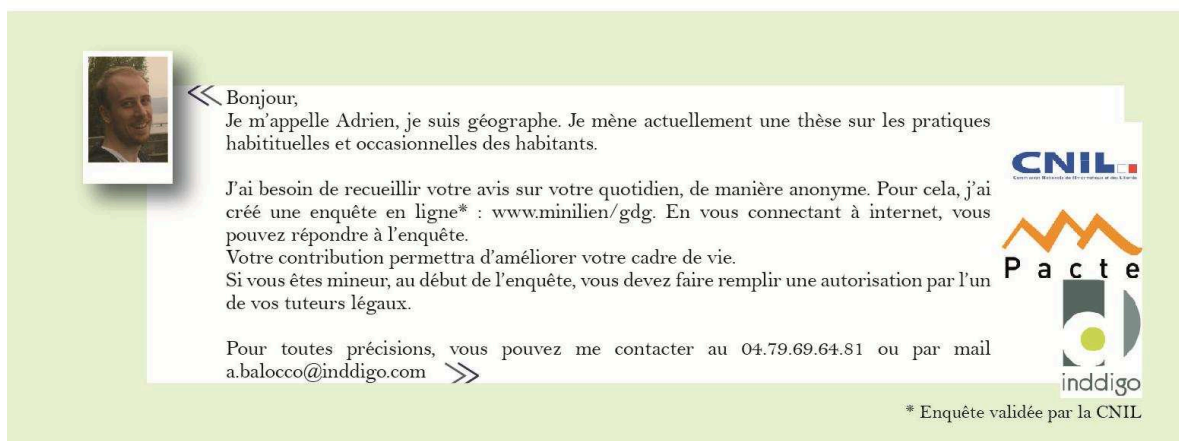 « Bonjour,
Je m'appelle Adrien, je suis géographe. Je mène actuellement une thèse sur les pratiques
habitituelles et occasionnelles des habitants.
J'ai besoin de recueillir votre avis sur votre quotidien, de manière anonyme. Pour cela, j'ai
créé une enquête en ligne* : www.minilien/gdg. En vous connectant à internet, vous
pouvez répondre à l'enquête.
Votre contribution permettra d'améliorer votre cadre de vie.
Si vous êtes mineur, au début de l'enquête, vous devez faire remplir une autorisation par l'un
de vos tuteurs légaux.
Pour toutes précisions, vous pouvez me contacter au 04.79.69.64.81 ou par mail
a.balocco@inddigo.com »
CNIL
Pacte
inddigo
* Enquête validée par la CNIL